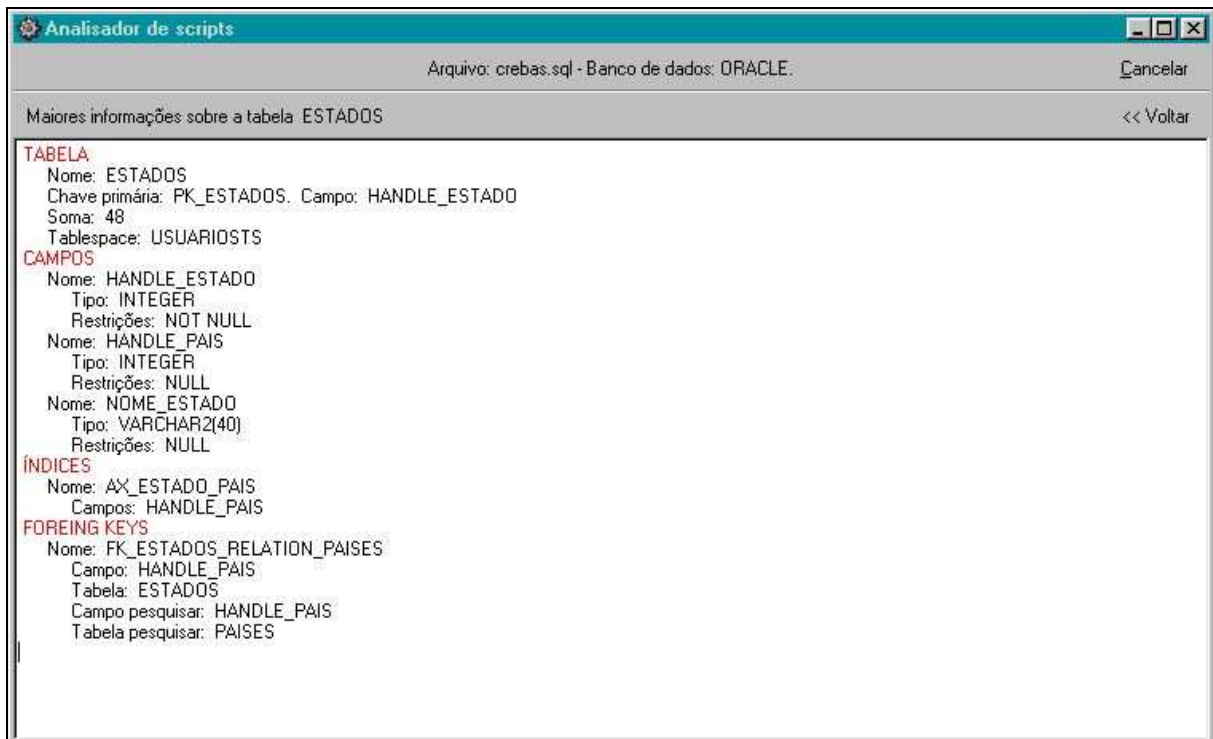 Analisador de scripts
Arquivo: crebas.sql - Banco de dados: ORACLE.
Cancelar
Maiores informações sobre a tabela ESTADOS
<< Voltar
TABELA
Nome: ESTADOS
Chave primária: PK_ESTADOS. Campo: HANDLE_ESTADO
Soma: 48
Tablespace: USUARIOSTS
CAMPOS
Nome: HANDLE_ESTADO
Tipo: INTEGER
Restrições: NOT NULL
Nome: HANDLE_PAIS
Tipo: INTEGER
Restrições: NULL
Nome: NOME_ESTADO
Tipo: VARCHAR2(40)
Restrições: NULL
ÍNDICES
Nome: AX_ESTADO_PAIS
Campos: HANDLE_PAIS
FOREING KEYS
Nome: FK_ESTADOS_RELATION_PAISES
Campo: HANDLE_PAIS
Tabela: ESTADOS
Campo pesquisar: HANDLE_PAIS
Tabela pesquisar: PAISES